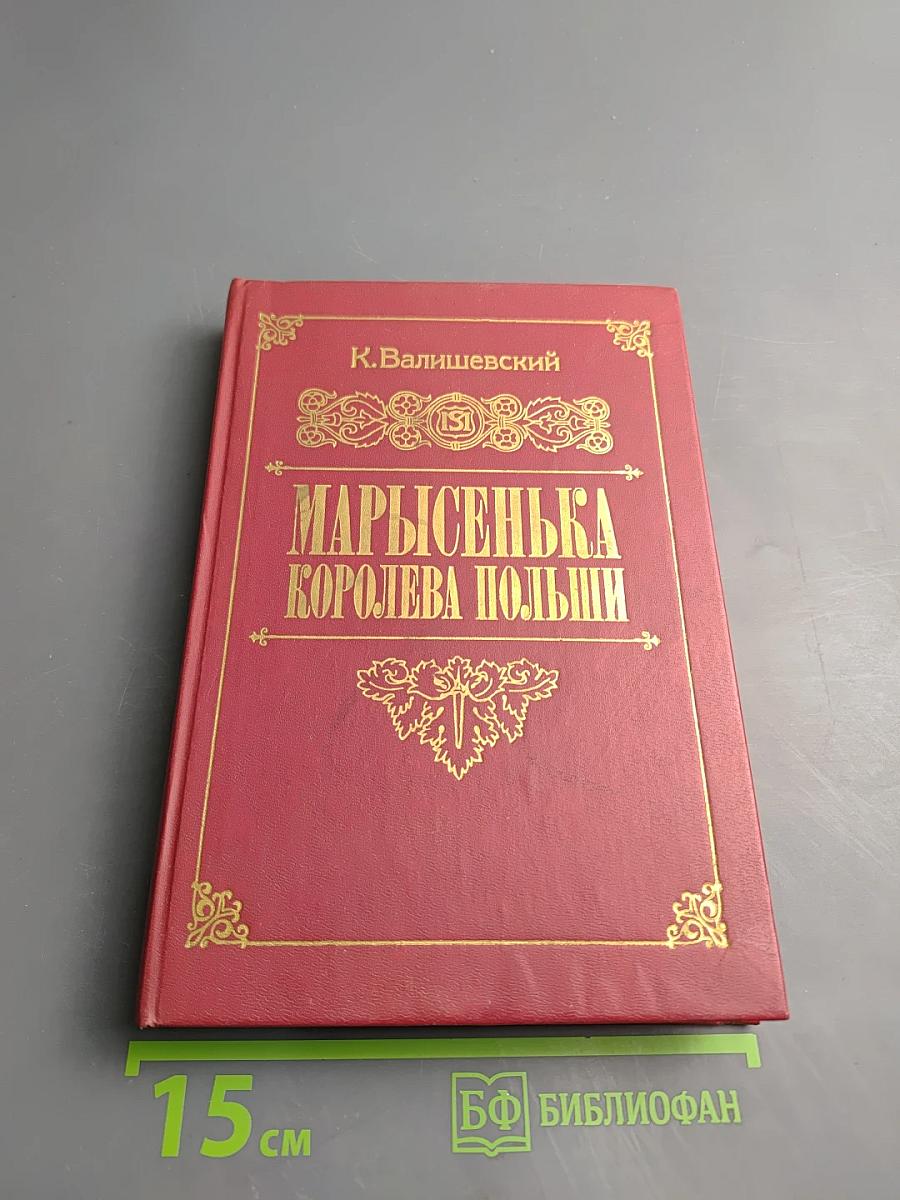 К.Валишевский
МАРЫСЕНЬКА
КОРОЛЕВА ПОЛЬШИ
15 см
БФ БИБЛИОФАН